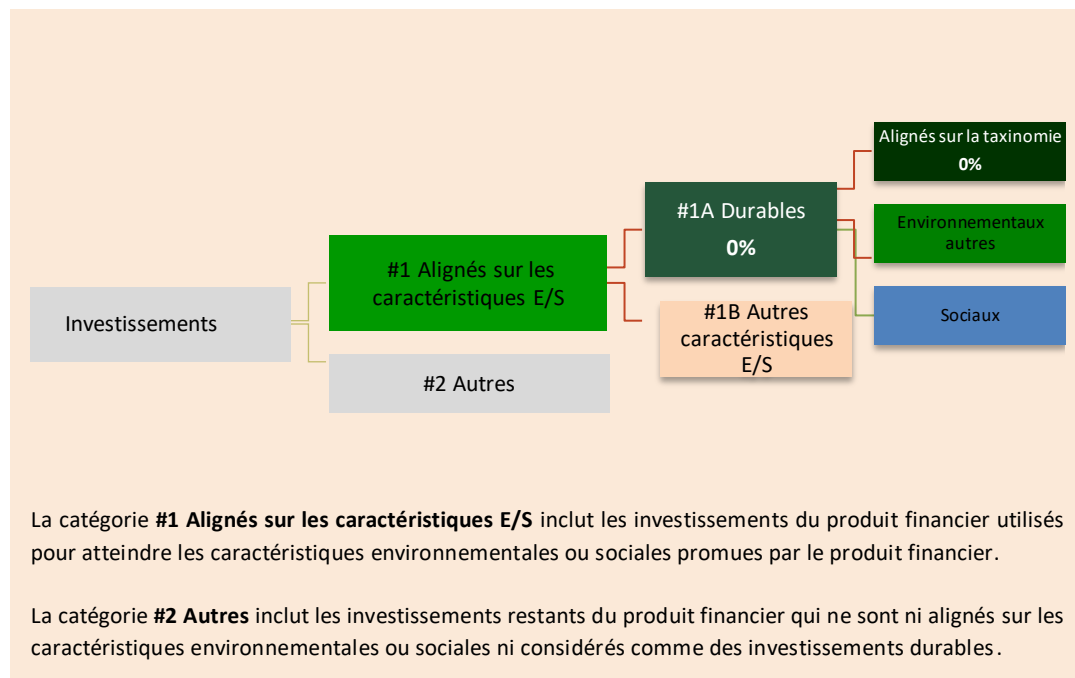 Alignés sur la taxinomie
0%
#1A Durables
0%
Environnementaux
autres
#1 Alignés sur les
caractéristiques E/S
Investissements
#1B Autres
caractéristiques
E/S
Sociaux
#2 Autres
La catégorie #1 Alignés sur les caractéristiques E/S inclut les investissements du produit financier utilisés
pour atteindre les caractéristiques environnementales ou sociales promues par le produit financier.
La catégorie #2 Autres inclut les investissements restants du produit financier qui ne sont ni alignés sur les
caractéristiques environnementales ou sociales ni considérés comme des investissements durables.